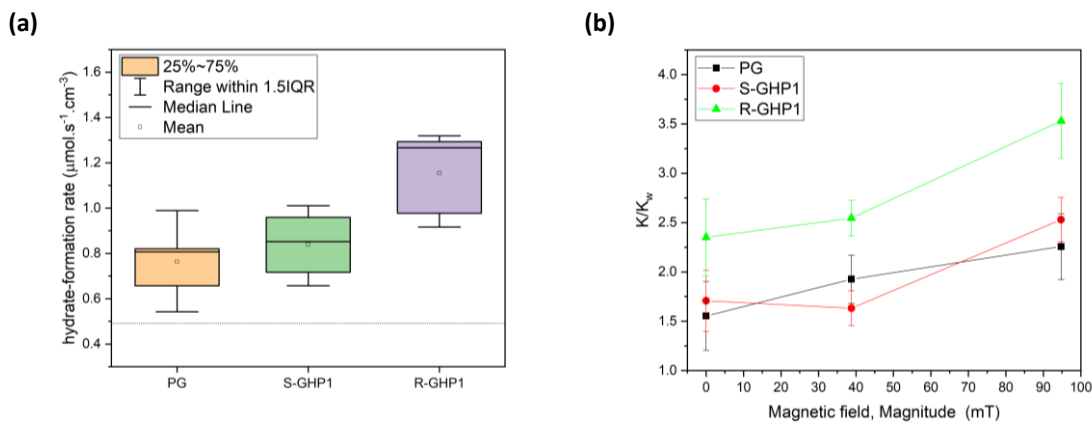 (a)
hydrate-formation rate (μmol.s⁻¹.cm⁻³)
1.6
1.4
1.2
1.0
0.8
0.6
0.4
25%~75%
Range within 1.5IQR
Median Line
Mean
PG S-GHP1 R-GHP1
(b)
K/Kw
4.0
3.5
3.0
2.5
2.0
1.5
1.0
PG
S-GHP1
R-GHP1
0 10 20 30 40 50 60 70 80 90 100
Magnetic field, Magnitude (mT)